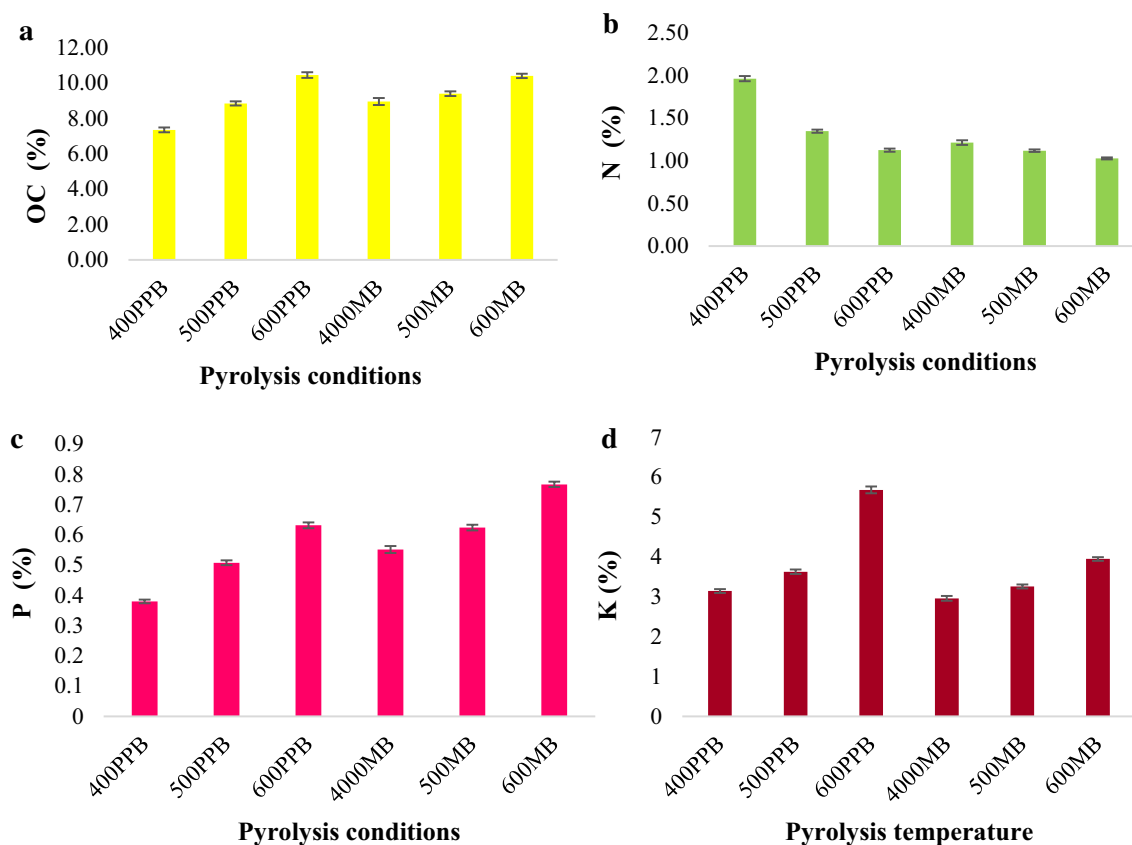 a
OC (%)
12.00
10.00
8.00
6.00
4.00
2.00
0.00
400PPB
500PPB
600PPB
4000MB
500MB
600MB
Pyrolysis conditions
b
N (%)
2.50
2.00
1.50
1.00
0.50
0.00
400PPB
500PPB
600PPB
4000MB
500MB
600MB
Pyrolysis conditions
c
P (%)
0.9
0.8
0.7
0.6
0.5
0.4
0.3
0.2
0.1
0
400PPB
500PPB
600PPB
4000MB
500MB
600MB
Pyrolysis conditions
d
K (%)
7
6
5
4
3
2
1
0
400PPB
500PPB
600PPB
4000MB
500MB
600MB
Pyrolysis temperature